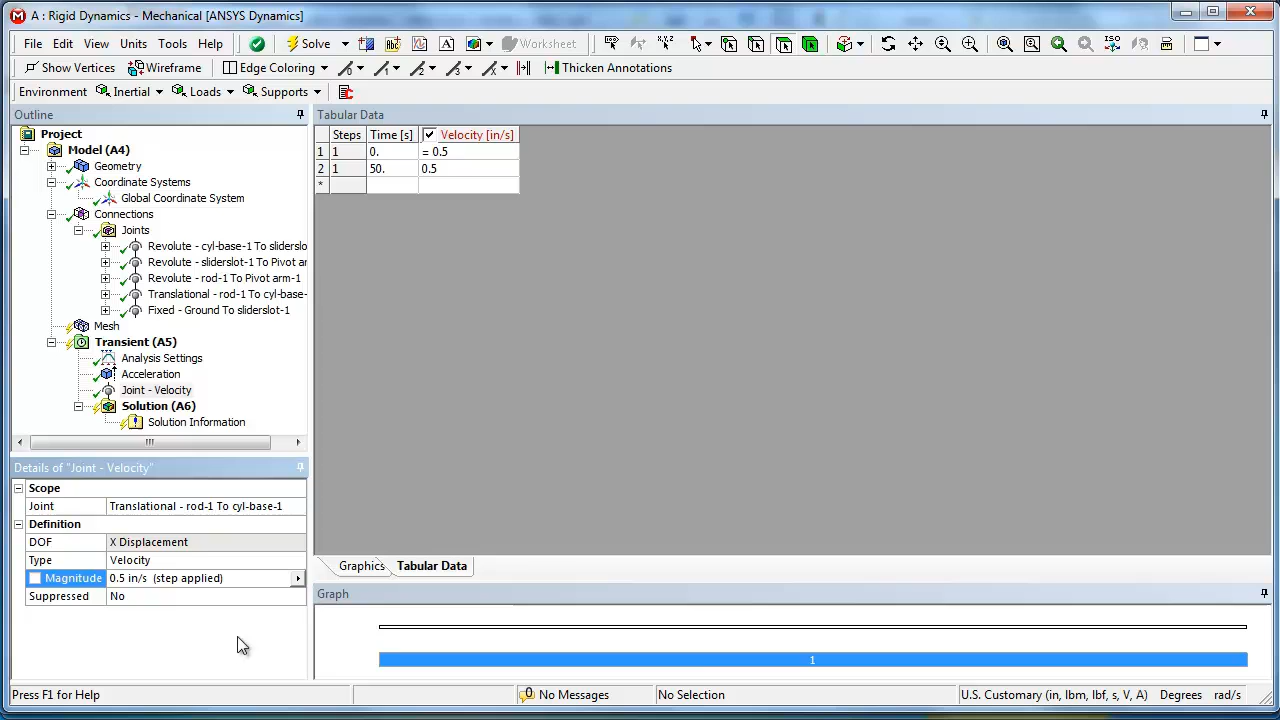 A : Rigid Dynamics - Mechanical [ANSYS Dynamics]
File Edit View Units Tools Help Solve Worksheet
Show Vertices Wireframe Edge Coloring Thicken Annotations
Environment Inertial Loads Supports
Outline
Project
Model (A4)
Geometry
Coordinate Systems
Global Coordinate System
Connections
Joints
Revolute - cyl-base-1 To sliderslo
Revolute - sliderslot-1 To Pivot ar
Revolute - rod-1 To Pivot arm-1
Translational - rod-1 To cyl-base-
Fixed - Ground To sliderslot-1
Mesh
Transient (A5)
Analysis Settings
Acceleration
Joint - Velocity
Solution (A6)
Solution Information
Details of "Joint - Velocity"
Scope
Joint Translational - rod-1 To cyl-base-1
Definition
DOF X Displacement
Type Velocity
Magnitude 0.5 in/s (step applied)
Suppressed No
Tabular Data
Steps Time [s] Velocity [in/s]
1 1 0. = 0.5
2 1 50. 0.5
*
Graphics Tabular Data
Graph
1
Press F1 for Help No Messages No Selection U.S. Customary (in, lbm, lbf, s, V, A) Degrees rad/s